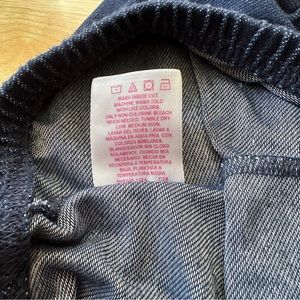 WASH INSIDE OUT.
MACHINE WASH COLD
WITH LIKE COLORS.
ONLY NON CHLORINE BLEACH
WHEN NEEDED. TUMBLE DRY
LOW. MEDIUM IRON.
LAVAR DEL REVÉS. LAVAR A
MÁQUINA EN AGUA FRÍA CON
COLORES SIMILARES.
BLANQUEADOR SIN CLORO
SOLAMENTE, CUANDO SEA
NECESARIO. SECAR EN
SECADORA A TEMPERATURA
BAJA. PLANCHAR A
TEMPERATURA MEDIA.